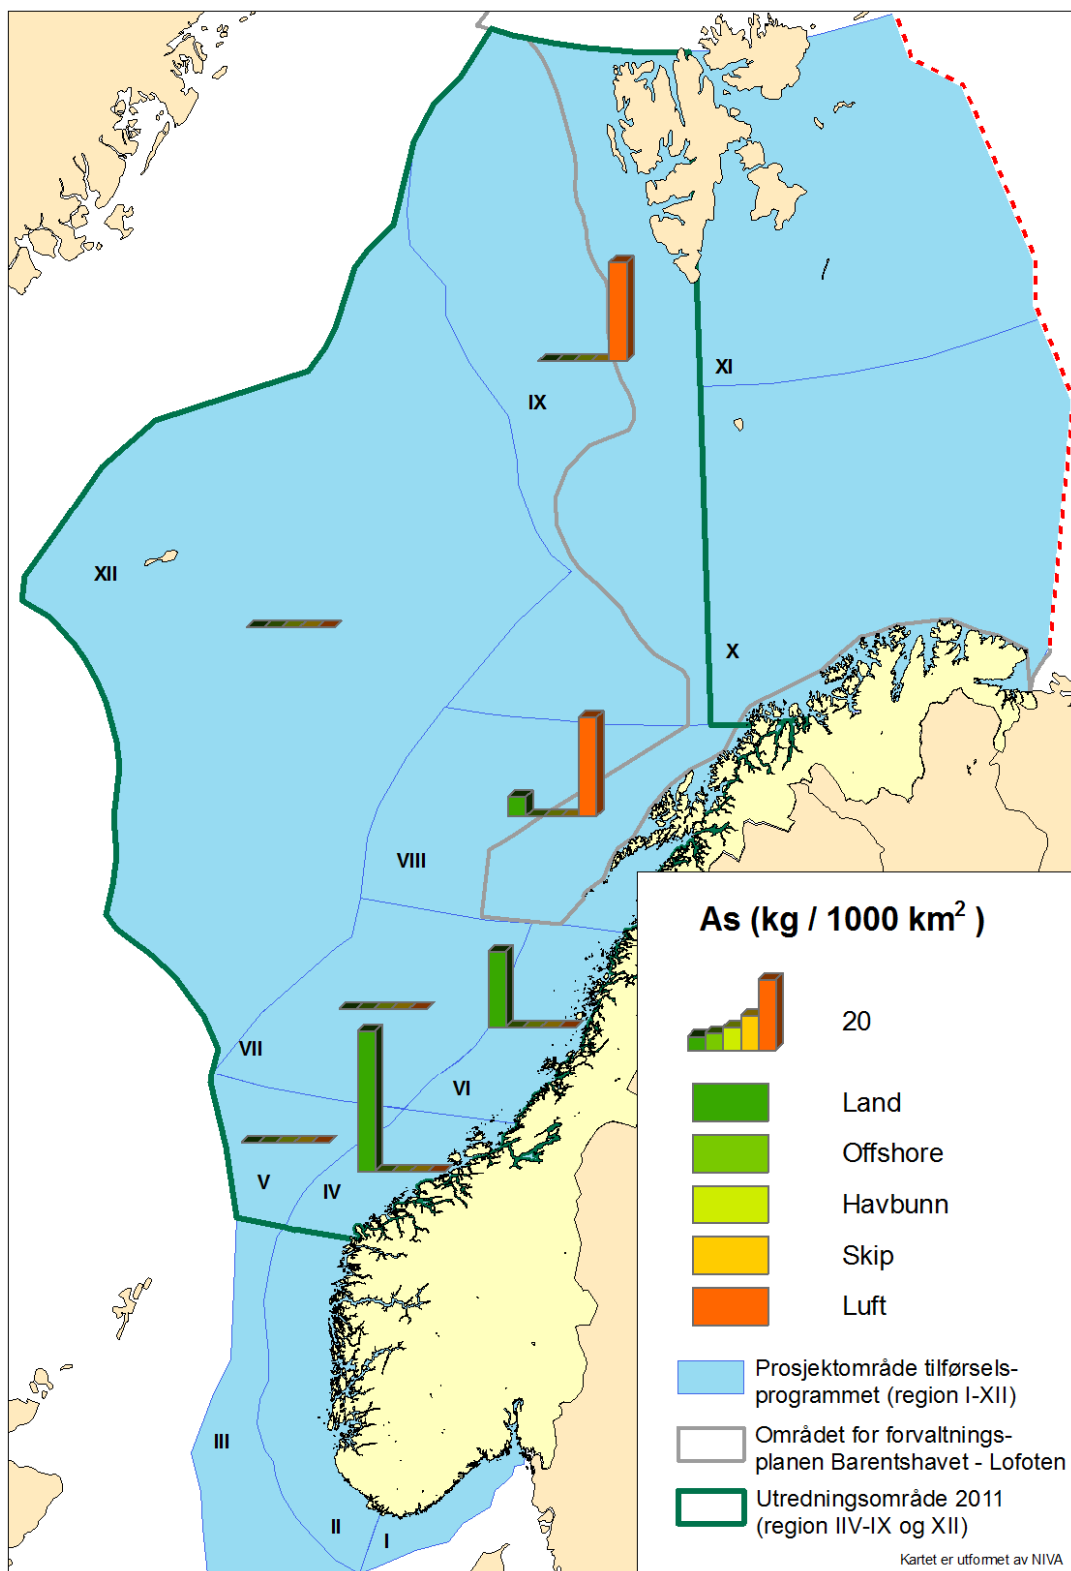 XI
IX
XII
X
VIII
VII
VI
V
IV
III
II
I
As (kg / 1000 km² )
20
Land
Offshore
Havbunn
Skip
Luft
Prosjektområde tilførsels-
programmet (region I-XII)
Området for forvaltnings-
planen Barentshavet - Lofoten
Utredningsområde 2011
(region IIV-IX og XII)
Kartet er utformet av NIVA